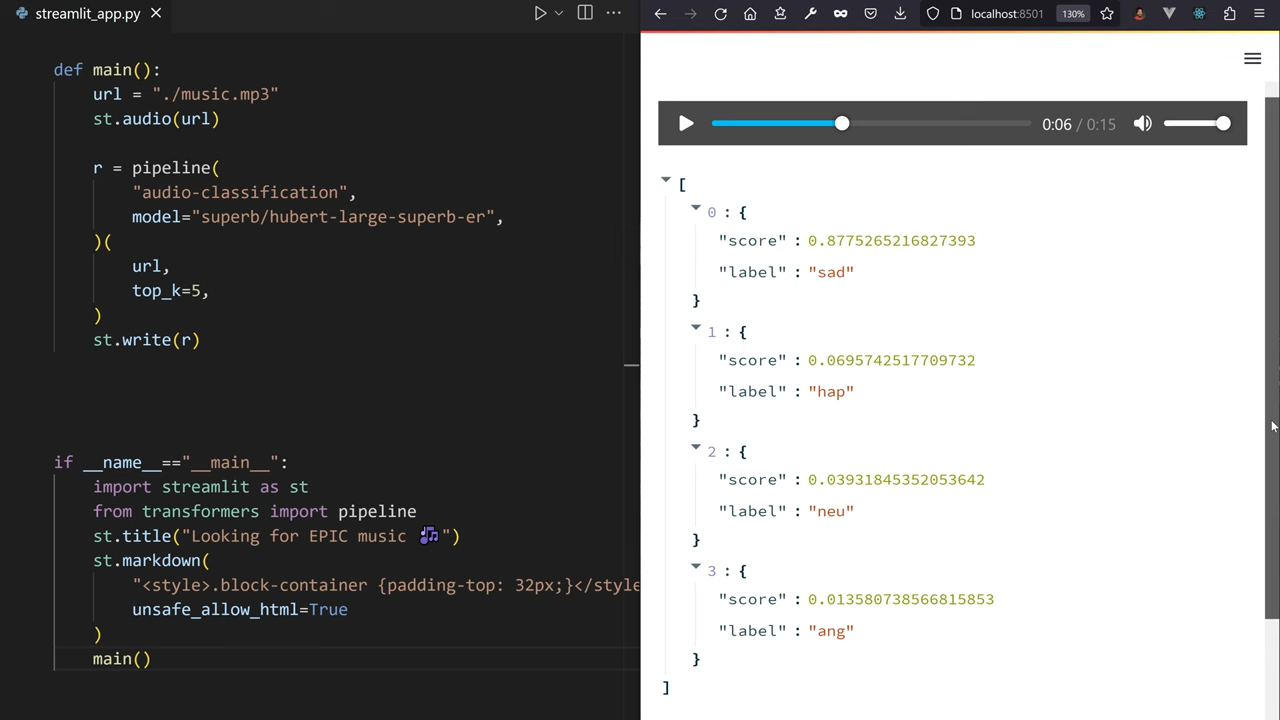 streamlit_app.py
def main():
url = "./music.mp3"
st.audio(url)
r = pipeline(
"audio-classification",
model="superb/hubert-large-superb-er",
)(
url,
top_k=5,
)
st.write(r)
if __name__=="__main__":
import streamlit as st
from transformers import pipeline
st.title("Looking for EPIC music 🎶")
st.markdown(
"<style>.block-container {padding-top: 32px;}</style
unsafe_allow_html=True
)
main()
localhost:8501 130%
0:06 / 0:15
[
0 : {
"score" : 0.8775265216827393
"label" : "sad"
}
1 : {
"score" : 0.0695742517709732
"label" : "hap"
}
2 : {
"score" : 0.03931845352053642
"label" : "neu"
}
3 : {
"score" : 0.013580738566815853
"label" : "ang"
}
]